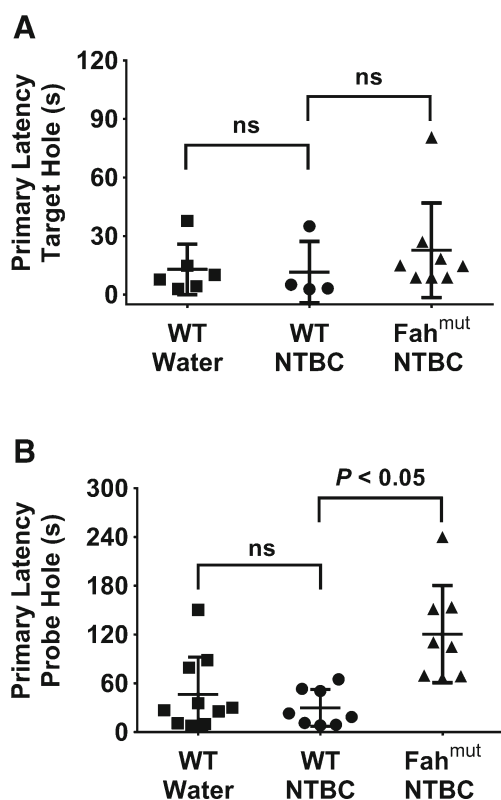 A
Primary Latency
Target Hole (s)
120
90
60
30
0
ns
ns
WT
Water
WT
NTBC
Fahmut
NTBC
B
Primary Latency
Probe Hole (s)
300
240
180
120
60
0
ns
P < 0.05
WT
Water
WT
NTBC
Fahmut
NTBC